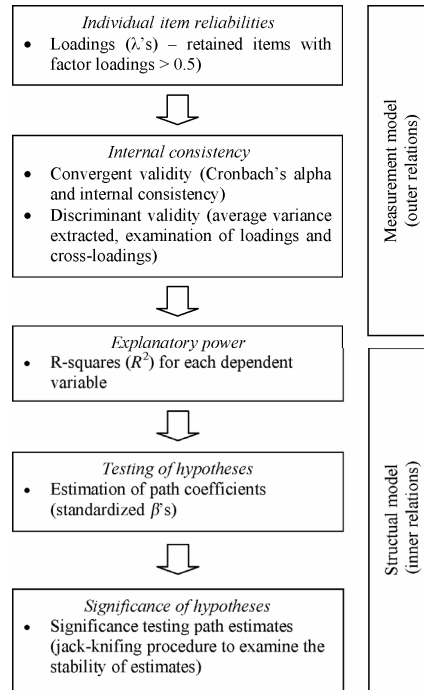 Individual item reliabilities
• Loadings (λ's) – retained items with
factor loadings > 0.5)
Internal consistency
• Convergent validity (Cronbach's alpha
and internal consistency)
• Discriminant validity (average variance
extracted, examination of loadings and
cross-loadings)
Explanatory power
• R-squares (R²) for each dependent
variable
Testing of hypotheses
• Estimation of path coefficients
(standardized β's)
Significance of hypotheses
• Significance testing path estimates
(jack-knifing procedure to examine the
stability of estimates)
Measurement model
(outer relations)
Structual model
(inner relations)